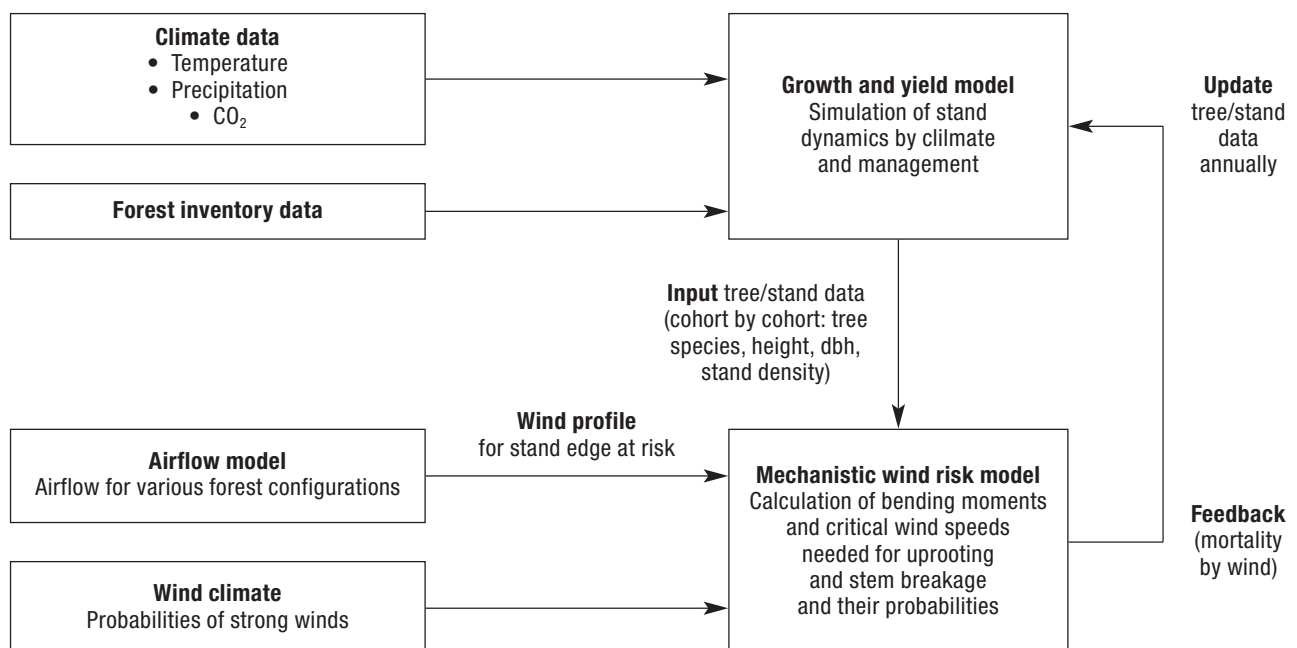 Climate data
• Temperature
• Precipitation
• CO₂
Growth and yield model
Simulation of stand
dynamics by clilmate
and management
Update
tree/stand
data
annually
Forest inventory data
Input tree/stand data
(cohort by cohort: tree
species, height, dbh,
stand density)
Wind profile
for stand edge at risk
Airflow model
Airflow for various forest configurations
Mechanistic wind risk model
Calculation of bending moments
and critical wind speeds
needed for uprooting
and stem breakage
and their probabilities
Feedback
(mortality
by wind)
Wind climate
Probabilities of strong winds